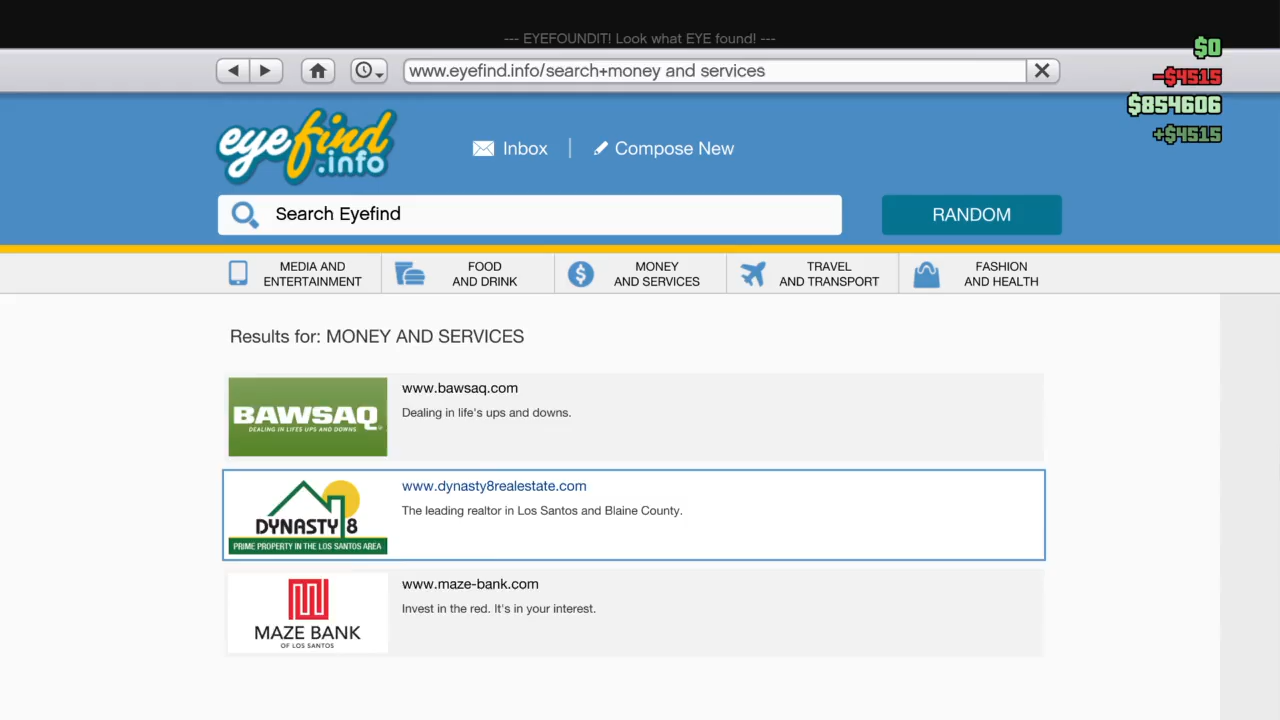 --- EYEFOUNDIT! Look what EYE found! ---
$0
www.eyefind.info/search+money and services
-$4515
$854606
+$4515
eyefind.info
Inbox
Compose New
Search Eyefind
RANDOM
MEDIA AND
ENTERTAINMENT
FOOD
AND DRINK
MONEY
AND SERVICES
TRAVEL
AND TRANSPORT
FASHION
AND HEALTH
Results for: MONEY AND SERVICES
BAWSAQ
DEALING IN LIFES UPS AND DOWNS.
www.bawsaq.com
Dealing in life's ups and downs.
DYNASTY 8
PRIME PROPERTY IN THE LOS SANTOS AREA
www.dynasty8realestate.com
The leading realtor in Los Santos and Blaine County.
MAZE BANK
OF LOS SANTOS
www.maze-bank.com
Invest in the red. It's in your interest.